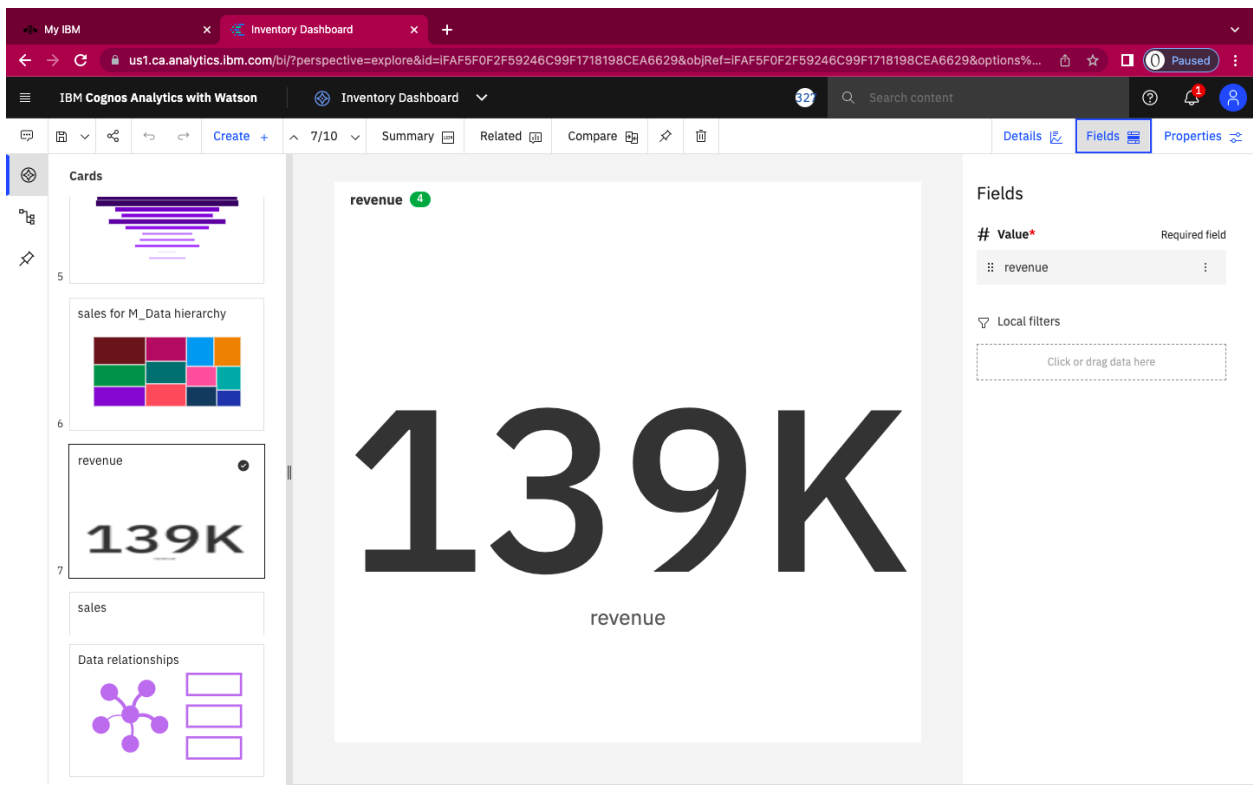 My IBM
Inventory Dashboard
us1.ca.analytics.ibm.com/bi/?perspective=explore&id=iFAF5F0F2F59246C99F1718198CEA6629&objRef=iFAF5F0F2F59246C99F1718198CEA6629&options%...
Paused
IBM Cognos Analytics with Watson
Inventory Dashboard
Search content
1
Create +
7/10
Summary
Related
Compare
Details
Fields
Properties
Cards
5
sales for M_Data hierarchy
6
revenue
139K
7
sales
Data relationships
revenue 4
139K
revenue
Fields
# Value*
Required field
revenue
Local filters
Click or drag data here